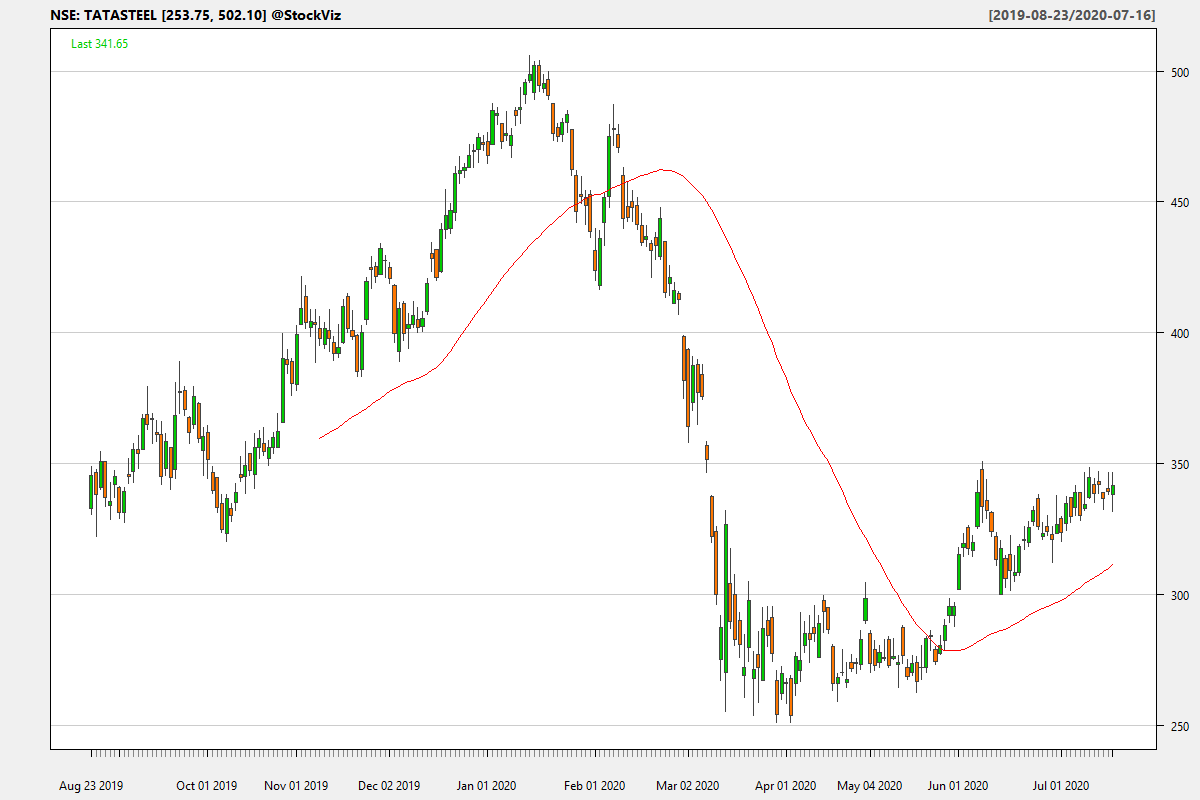 NSE: TATASTEEL [253.75, 502.10] @StockViz
[2019-08-23/2020-07-16]
Last 341.65
500
450
400
350
300
250
Aug 23 2019
Oct 01 2019
Nov 01 2019
Dec 02 2019
Jan 01 2020
Feb 01 2020
Mar 02 2020
Apr 01 2020
May 04 2020
Jun 01 2020
Jul 01 2020